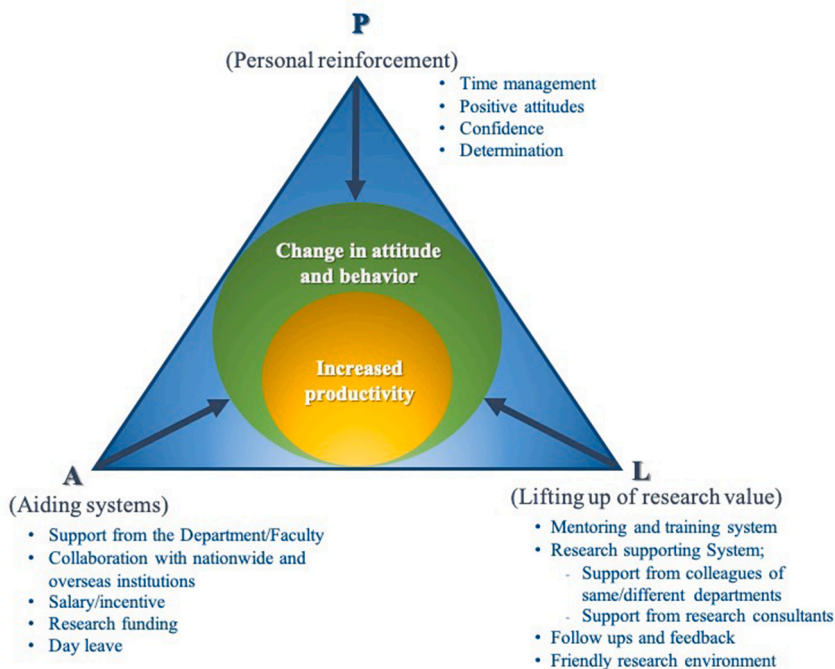 P
(Personal reinforcement)
• Time management
• Positive attitudes
• Confidence
• Determination
Change in attitude
and behavior
Increased
productivity
A
(Aiding systems)
• Support from the Department/Faculty
• Collaboration with nationwide and
overseas institutions
• Salary/incentive
• Research funding
• Day leave
L
(Lifting up of research value)
• Mentoring and training system
• Research supporting System;
- Support from colleagues of
same/different departments
- Support from research consultants
• Follow ups and feedback
• Friendly research environment